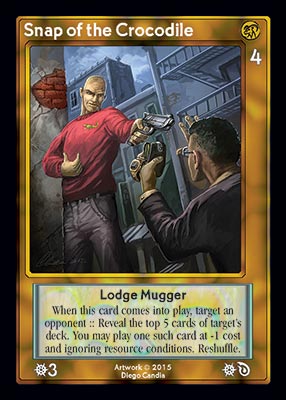 Snap of the Crocodile
4
Lodge Mugger
When this card comes into play, target an
opponent :: Reveal the top 5 cards of target's
deck. You may play one such card at -1 cost
and ignoring resource conditions. Reshuffle.
3
Artwork © 2015
Diego Candia